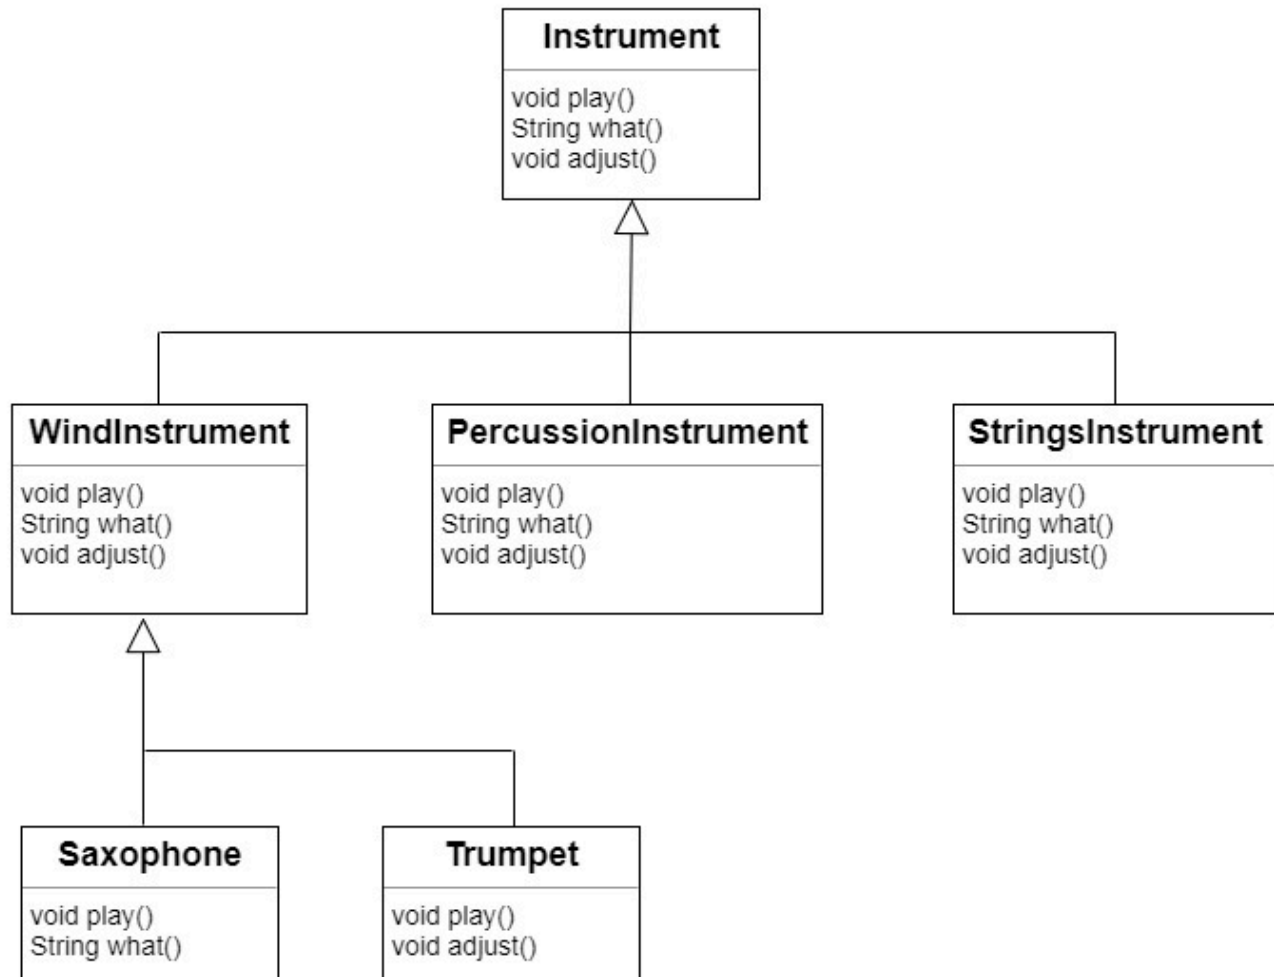 Instrument
void play()
String what()
void adjust()
WindInstrument
void play()
String what()
void adjust()
PercussionInstrument
void play()
String what()
void adjust()
StringsInstrument
void play()
String what()
void adjust()
Saxophone
void play()
String what()
Trumpet
void play()
void adjust()